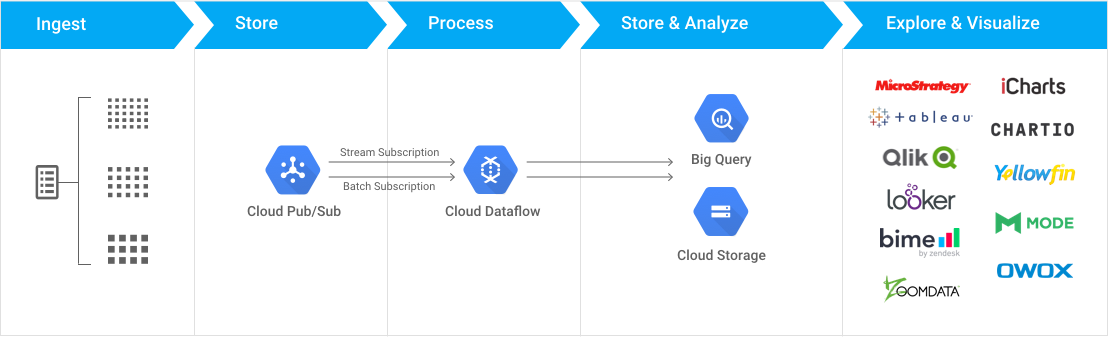 Ingest
Store
Process
Store & Analyze
Explore & Visualize
Stream Subscription
Batch Subscription
Cloud Pub/Sub
Cloud Dataflow
Big Query
Cloud Storage
MicroStrategy
+ a b l e a u
Qlik
looker
bime
by zendesk
ZOOMDATA
iCharts
CHARTIO
Yellowfin
MODE
OWOX